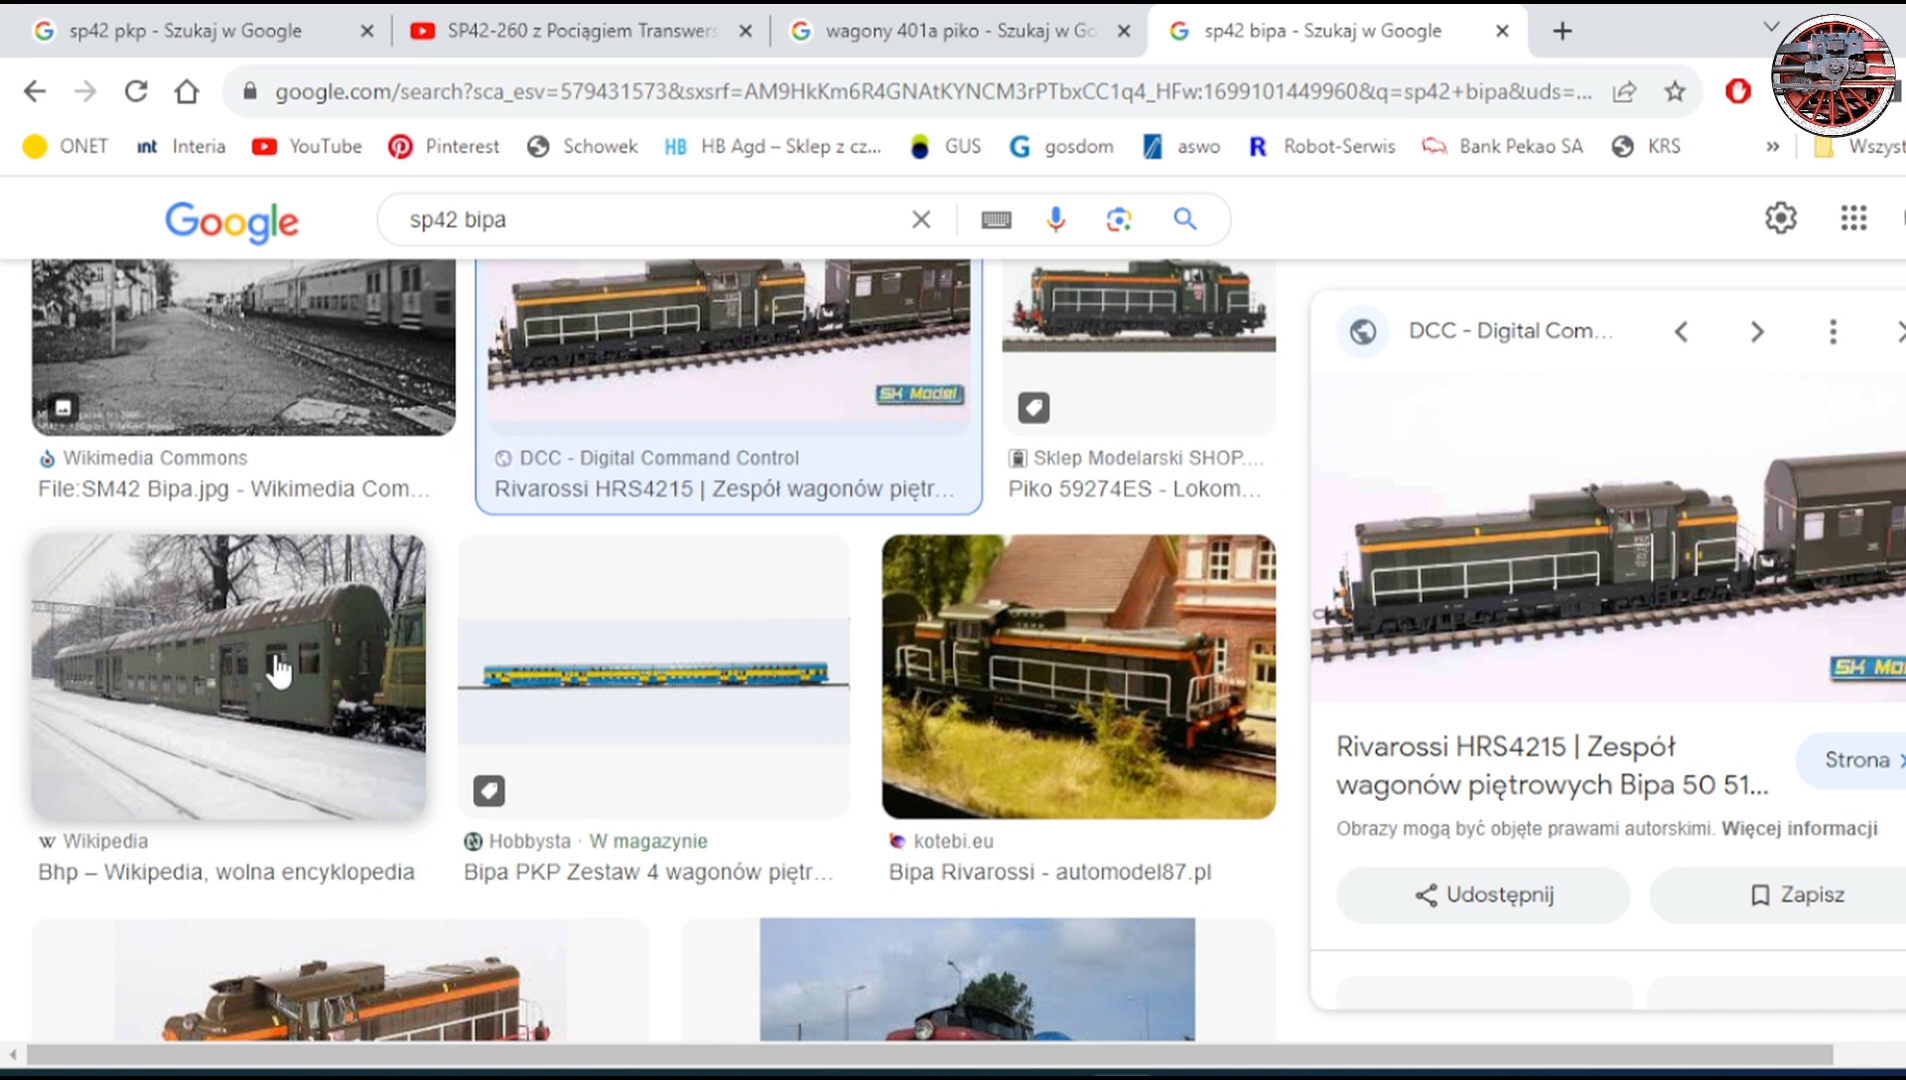 sp42 pkp - Szukaj w Google
SP42-260 z Pociągiem Transwers
wagony 401a piko - Szukaj w Go
sp42 bipa - Szukaj w Google
google.com/search?sca_esv=579431573&sxsrf=AM9HkKm6R4GNAtKYNCM3rPTbxCC1q4_HFw:1699101449960&q=sp42+bipa&uds=...
ONET
int Interia
YouTube
Pinterest
Schowek
HB HB Agd – Sklep z cz...
GUS
G gosdom
aswo
R Robot-Serwis
Bank Pekao SA
KRS
»
Wszyst
Google
sp42 bipa
SK Model
DCC - Digital Com...
Wikimedia Commons
File:SM42 Bipa.jpg - Wikimedia Com...
DCC - Digital Command Control
Rivarossi HRS4215 | Zespół wagonów piętr...
Sklep Modelarski SHOP....
Piko 59274ES - Lokom...
SK Mo
Rivarossi HRS4215 | Zespół
wagonów piętrowych Bipa 50 51...
Strona
Obrazy mogą być objęte prawami autorskimi. Więcej informacji
Udostępnij
Zapisz
W Wikipedia
Bhp – Wikipedia, wolna encyklopedia
Hobbysta · W magazynie
Bipa PKP Zestaw 4 wagonów piętr...
kotebi.eu
Bipa Rivarossi - automodel87.pl